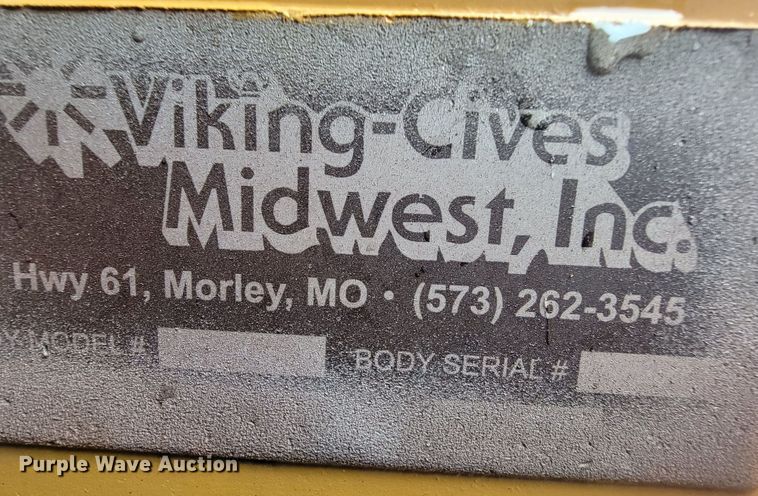 Viking-Cives
Midwest, Inc.
Hwy 61, Morley, MO • (573) 262-3545
MODEL # BODY SERIAL #
Purple Wave Auction